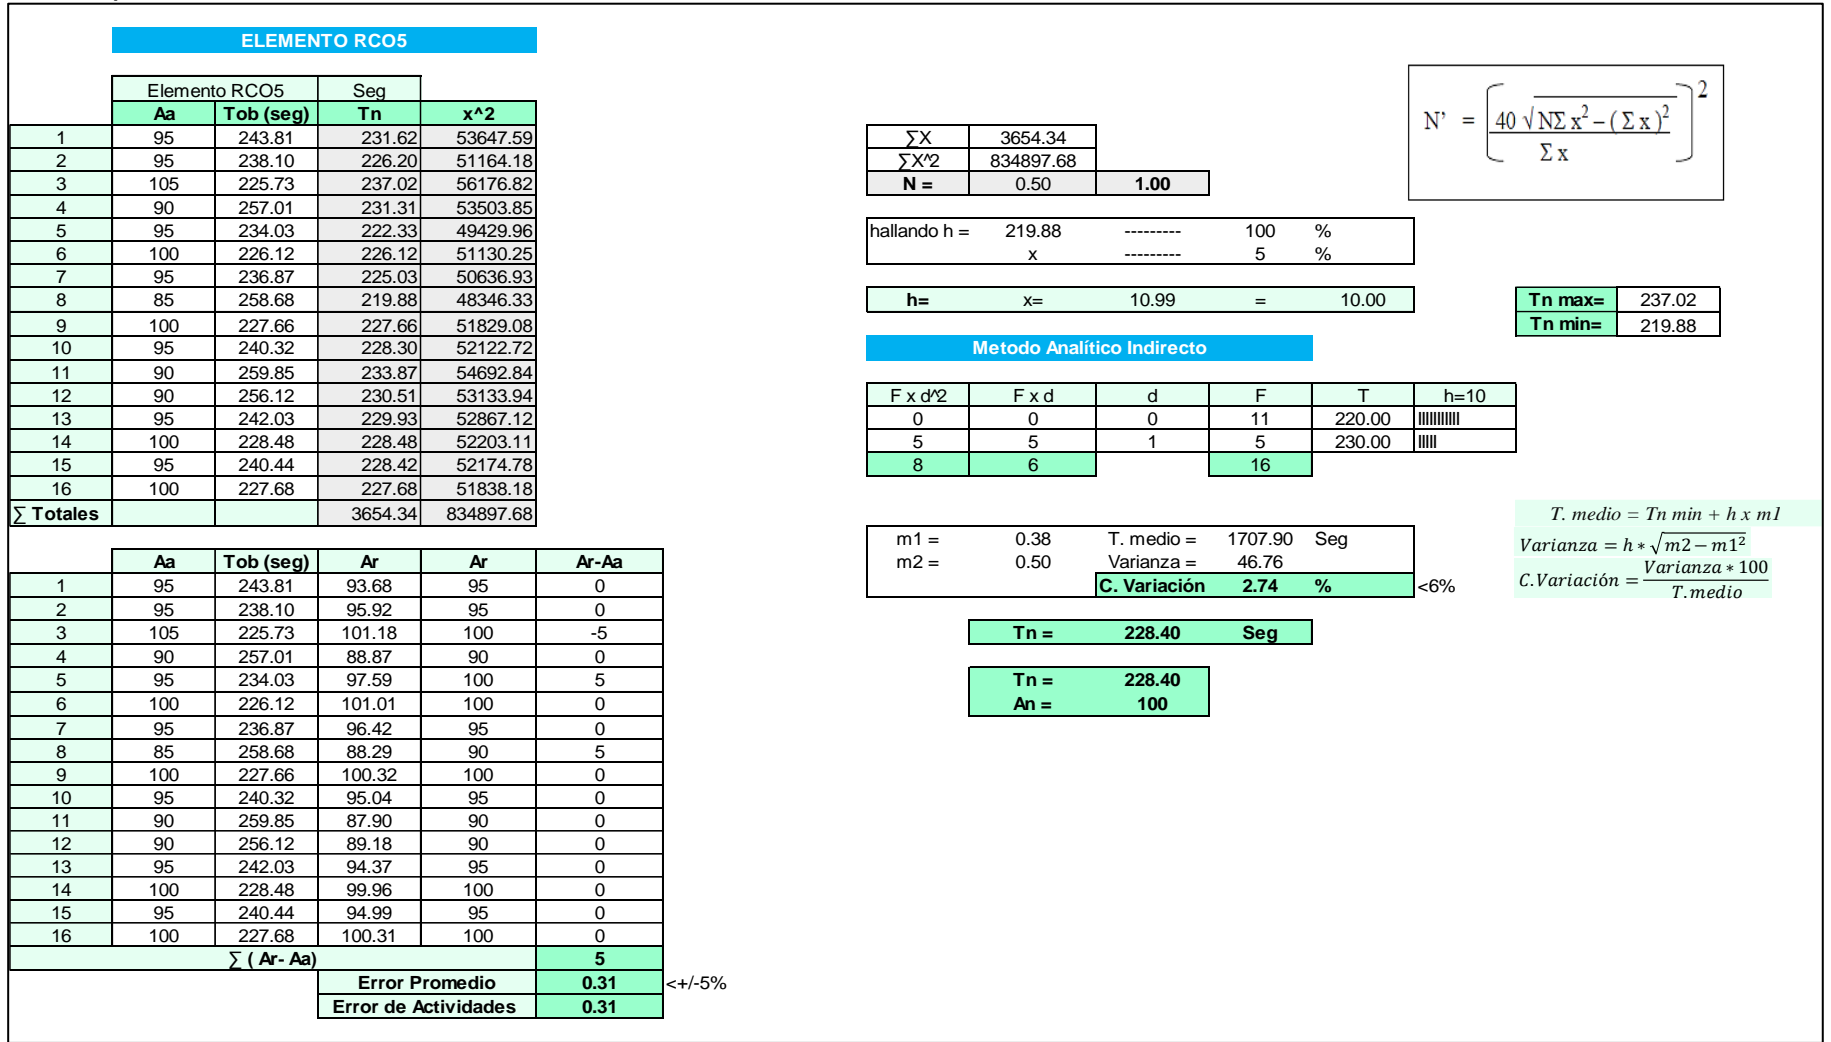 ELEMENTO RCO5
Elemento RCO5 Seg
Aa Tob (seg) Tn x^2
1 95 243.81 231.62 53647.59
2 95 238.10 226.20 51164.18
3 105 225.73 237.02 56176.82
4 90 257.01 231.31 53503.85
5 95 234.03 222.33 49429.96
6 100 226.12 226.12 51130.25
7 95 236.87 225.03 50636.93
8 85 258.68 219.88 48346.33
9 100 227.66 227.66 51829.08
10 95 240.32 228.30 52122.72
11 90 259.85 233.87 54692.84
12 90 256.12 230.51 53133.94
13 95 242.03 229.93 52867.12
14 100 228.48 228.48 52203.11
15 95 240.44 228.42 52174.78
16 100 227.68 227.68 51838.18
∑ Totales 3654.34 834897.68
Aa Tob (seg) Ar Ar Ar-Aa
1 95 243.81 93.68 95 0
2 95 238.10 95.92 95 0
3 105 225.73 101.18 100 -5
4 90 257.01 88.87 90 0
5 95 234.03 97.59 100 5
6 100 226.12 101.01 100 0
7 95 236.87 96.42 95 0
8 85 258.68 88.29 90 5
9 100 227.66 100.32 100 0
10 95 240.32 95.04 95 0
11 90 259.85 87.90 90 0
12 90 256.12 89.18 90 0
13 95 242.03 94.37 95 0
14 100 228.48 99.96 100 0
15 95 240.44 94.99 95 0
16 100 227.68 100.31 100 0
∑ ( Ar- Aa) 5
Error Promedio 0.31 <+/-5%
Error de Actividades 0.31
∑X 3654.34
∑X^2 834897.68
N = 0.50 1.00
hallando h = 219.88 --------- 100 %
x --------- 5 %
h= x= 10.99 = 10.00
Metodo Analítico Indirecto
F x d^2 F x d d F T h=10
0 0 0 11 220.00 IIIIIIIIIII
5 5 1 5 230.00 IIIII
8 6 16
m1 = 0.38 T. medio = 1707.90 Seg
m2 = 0.50 Varianza = 46.76
C. Variación 2.74 % <6%
Tn = 228.40 Seg
Tn = 228.40
An = 100
N' = [40 √NΣ x² – (Σ x)² / Σ x]²
Tn max= 237.02
Tn min= 219.88
T. medio = Tn min + h x m1
Varianza = h ∗ √m2 − m1²
C.Variación = Varianza ∗ 100 / T.medio